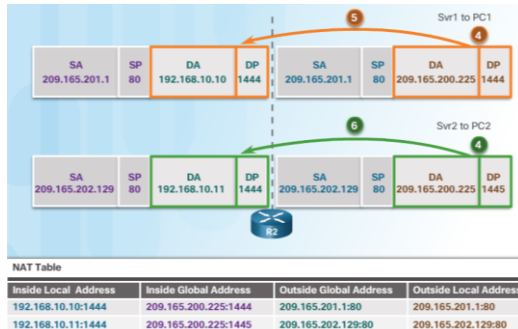 5 Svr1 to PC1
4
SA SP DA DP SA SP DA DP
209.165.201.1 80 192.168.10.10 1444 209.165.201.1 80 209.165.200.225 1444
6 Svr2 to PC2
4
SA SP DA DP SA SP DA DP
209.165.202.129 80 192.168.10.11 1444 209.165.202.129 80 209.165.200.225 1445
R2
NAT Table
Inside Local Address Inside Global Address Outside Global Address Outside Local Address
192.168.10.10:1444 209.165.200.225:1444 209.165.201.1:80 209.165.201.1:80
192.168.10.11:1444 209.165.200.225:1445 209.165.202.129:80 209.165.202.129:80